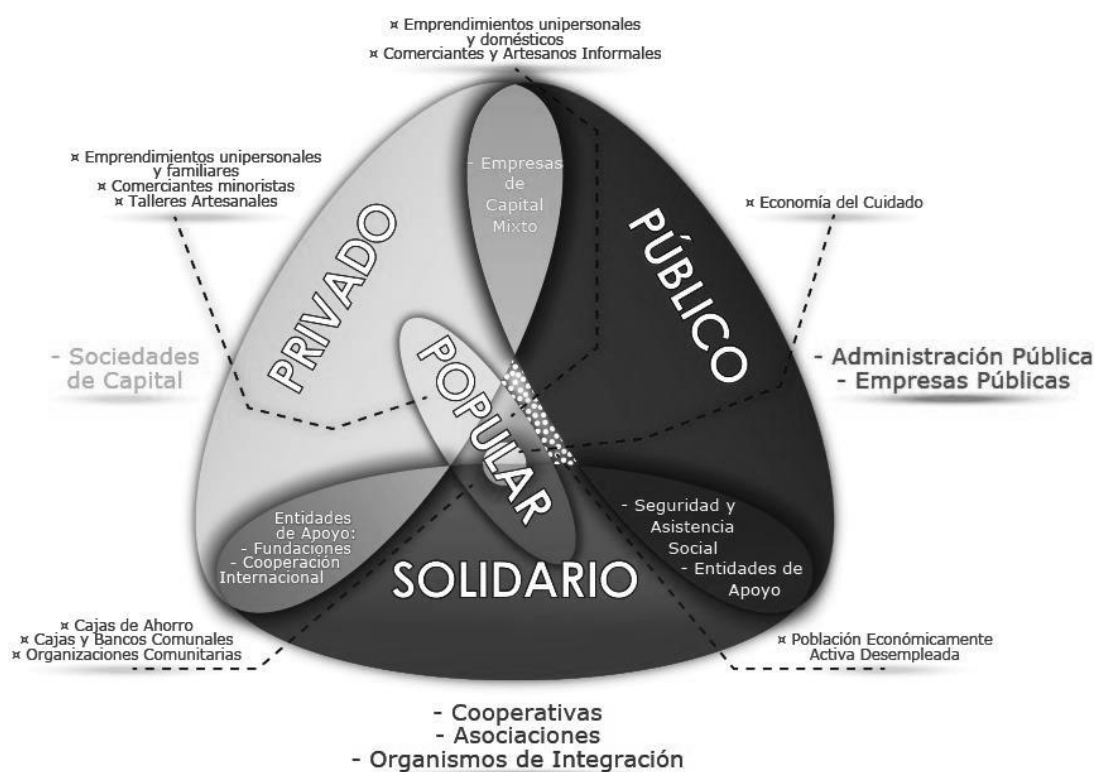 ¤ Emprendimientos unipersonales
y domésticos
¤ Comerciantes y Artesanos Informales
¤ Emprendimientos unipersonales
y familiares
¤ Comerciantes minoristas
¤ Talleres Artesanales
- Empresas
de
Capital
Mixto
¤ Economía del Cuidado
PRIVADO
PÚBLICO
- Sociedades
de Capital
POPULAR
- Administración Pública
- Empresas Públicas
Entidades
de Apoyo:
- Fundaciones
- Cooperación
Internacional
- Seguridad y
Asistencia
Social
- Entidades de
Apoyo
SOLIDARIO
¤ Cajas de Ahorro
¤ Cajas y Bancos Comunales
¤ Organizaciones Comunitarias
¤ Población Económicamente
Activa Desempleada
- Cooperativas
- Asociaciones
- Organismos de Integración